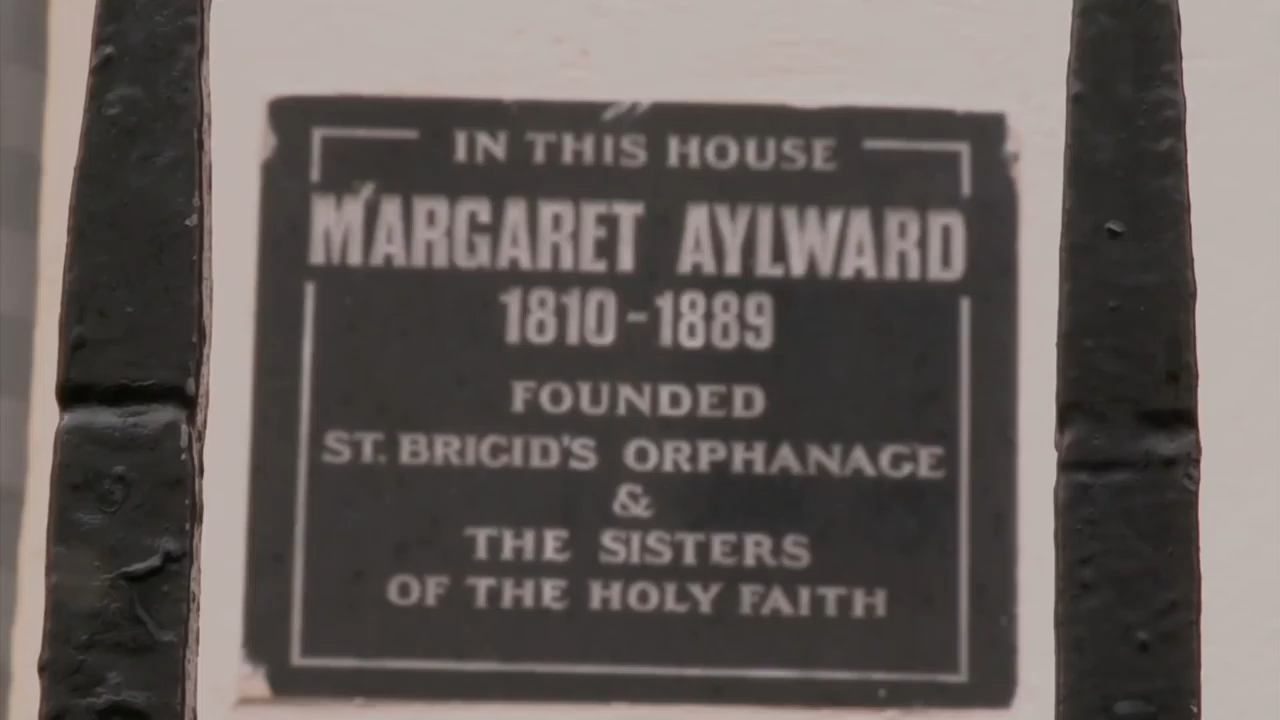 IN THIS HOUSE
MARGARET AYLWARD
1810-1889
FOUNDED
ST. BRIGID'S ORPHANAGE
&
THE SISTERS
OF THE HOLY FAITH